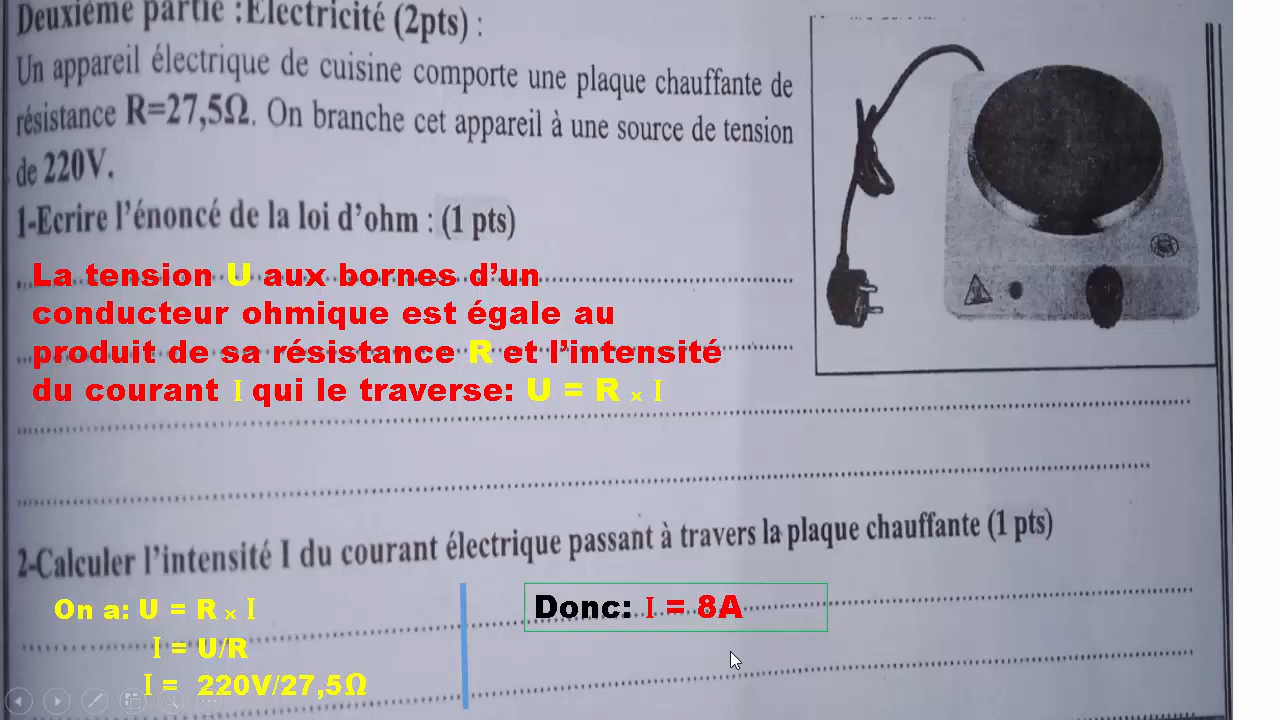 Deuxième partie : Electricité (2pts) :
Un appareil électrique de cuisine comporte une plaque chauffante de
résistance R=27,5Ω. On branche cet appareil à une source de tension
de 220V.
1-Ecrire l'énoncé de la loi d'ohm : (1 pts)
La tension U aux bornes d'un
conducteur ohmique est égale au
produit de sa résistance R et l'intensité
du courant I qui le traverse: U = R × I
2-Calculer l'intensité I du courant électrique passant à travers la plaque chauffante (1 pts)
On a: U = R × I
I = U/R
I = 220V/27,5Ω
Donc: I = 8A